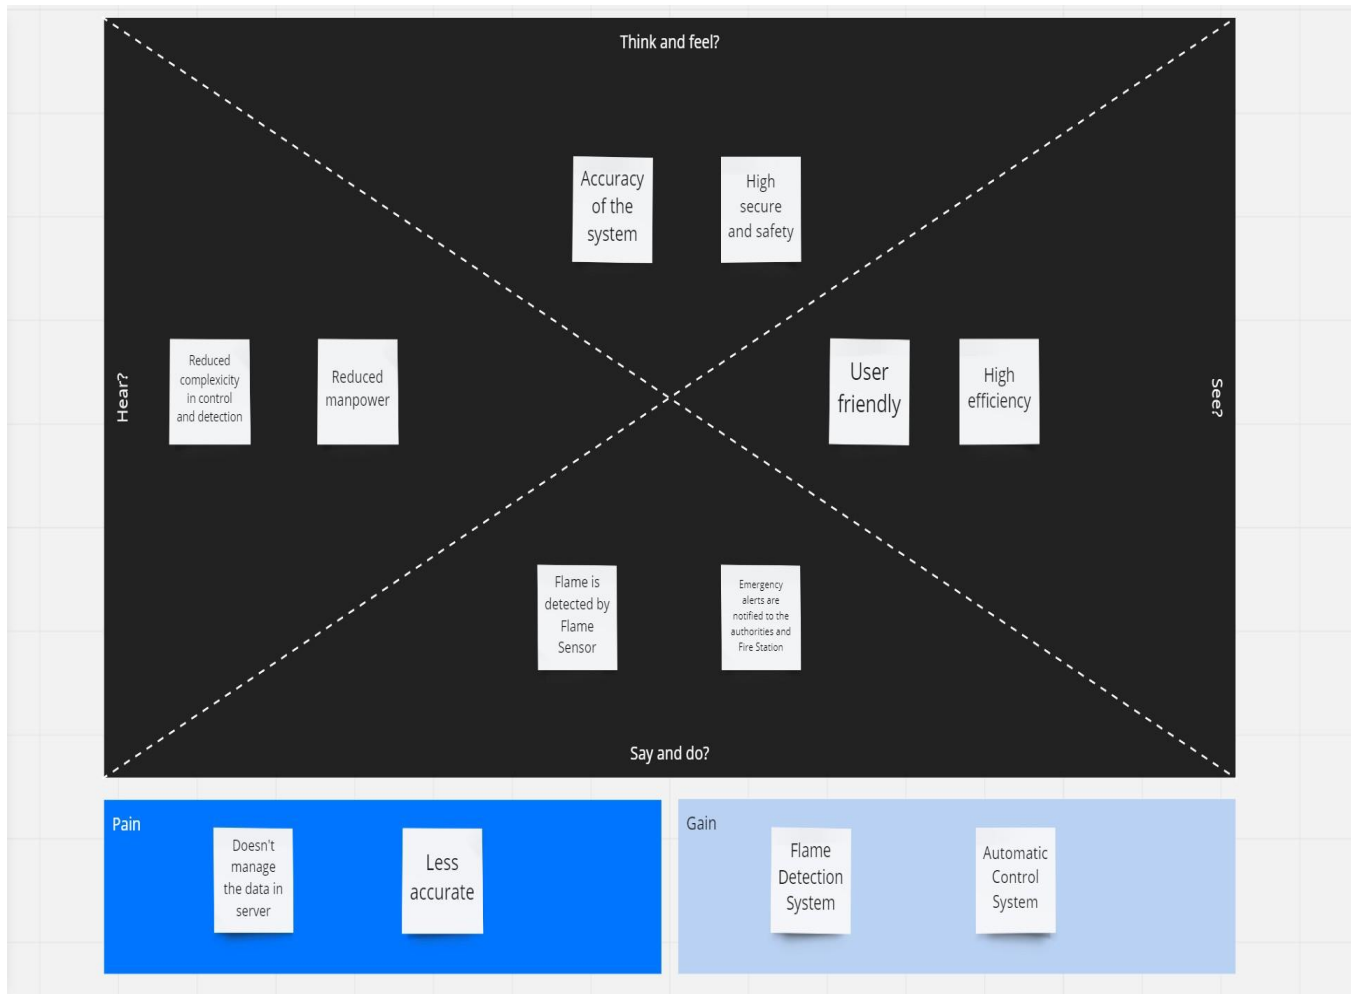 Think and feel?
Accuracy
of the
system
High
secure
and safety
Hear?
Reduced
complexicity
in control
and detection
Reduced
manpower
User
friendly
High
efficiency
See?
Flame is
detected by
Flame
Sensor
Emergency
alerts are
notified to the
authorities and
Fire Station
Say and do?
Pain
Doesn't
manage
the data in
server
Less
accurate
Gain
Flame
Detection
System
Automatic
Control
System